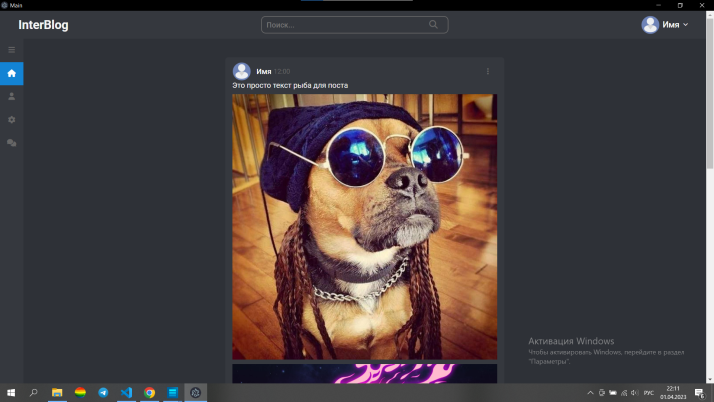 Main
InterBlog
Поиск...
Имя
Имя 12:00
Это просто текст рыба для поста
Активация Windows
Чтобы активировать Windows, перейдите в раздел
"Параметры".
РУС
22:11
01.04.2023